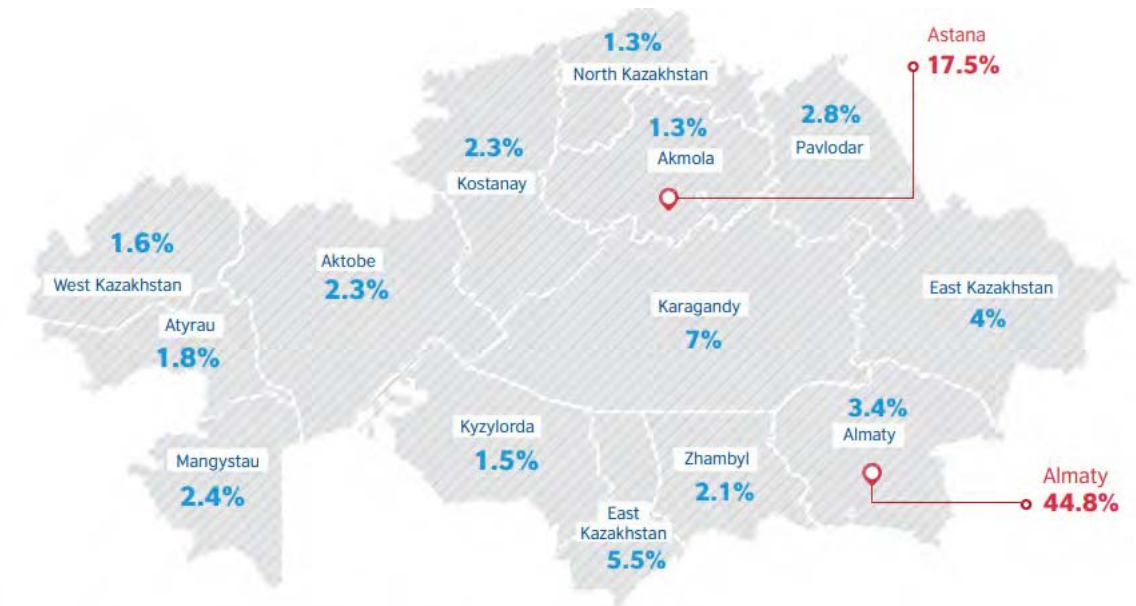 1.3%
North Kazakhstan
Astana
17.5%
1.3%
Akmola
2.8%
Pavlodar
2.3%
Kostanay
1.6%
West Kazakhstan
Aktobe
2.3%
East Kazakhstan
4%
Karagandy
7%
Atyrau
1.8%
3.4%
Almaty
Kyzylorda
1.5%
Mangystau
2.4%
Zhambyl
2.1%
Almaty
44.8%
East
Kazakhstan
5.5%